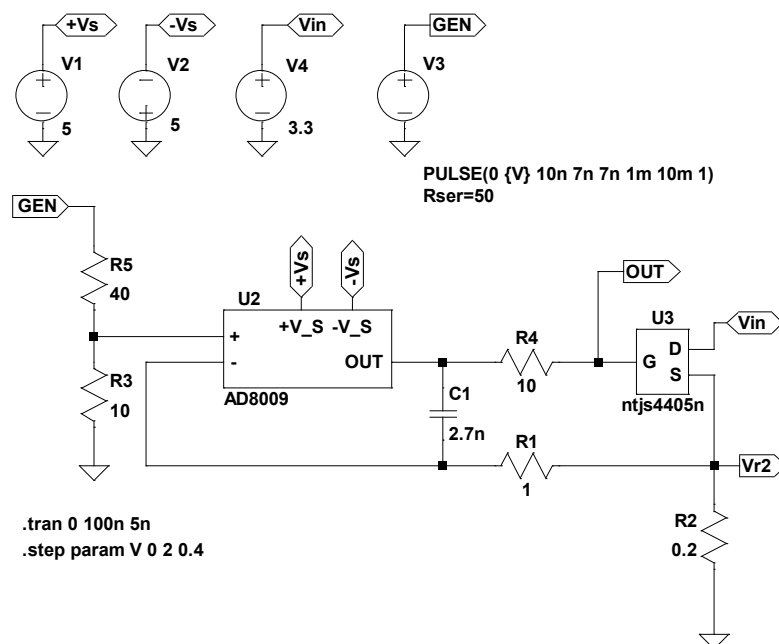 +Vs
-Vs
Vin
GEN
V1
V2
V4
V3
5
5
3.3
PULSE(0 {V} 10n 7n 7n 1m 10m 1)
Rser=50
GEN
R5
40
R3
10
+Vs
-Vs
U2
+V_S -V_S
OUT
AD8009
R4
10
OUT
U3
G
D
S
ntjs4405n
Vin
C1
2.7n
R1
1
Vr2
R2
0.2
.tran 0 100n 5n
.step param V 0 2 0.4